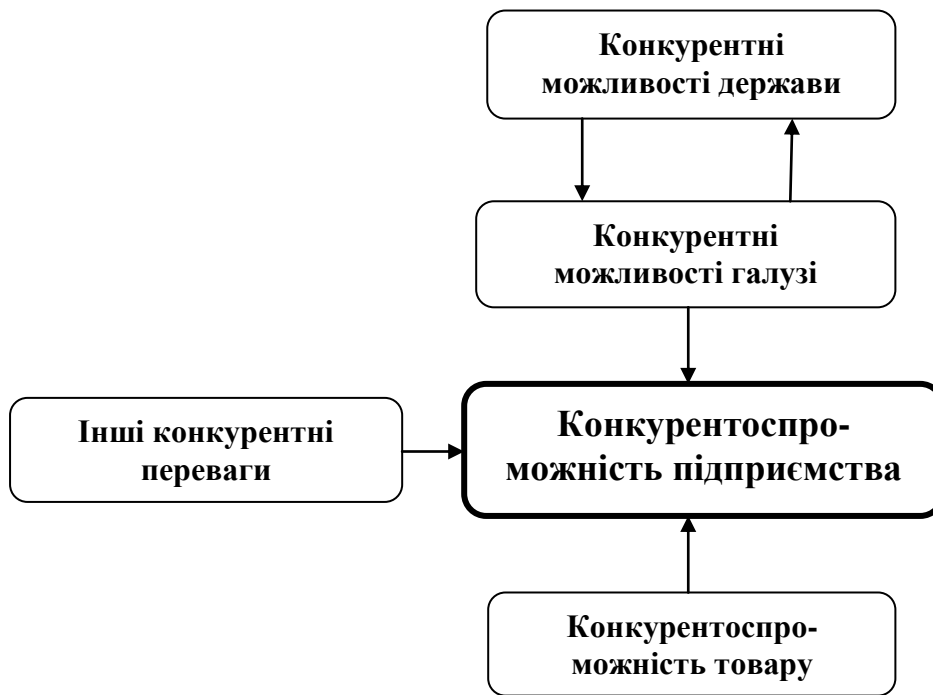 Конкурентні
можливості держави
Конкурентні
можливості галузі
Інші конкурентні
переваги
Конкурентоспро-
можність підприємства
Конкурентоспро-
можність товару